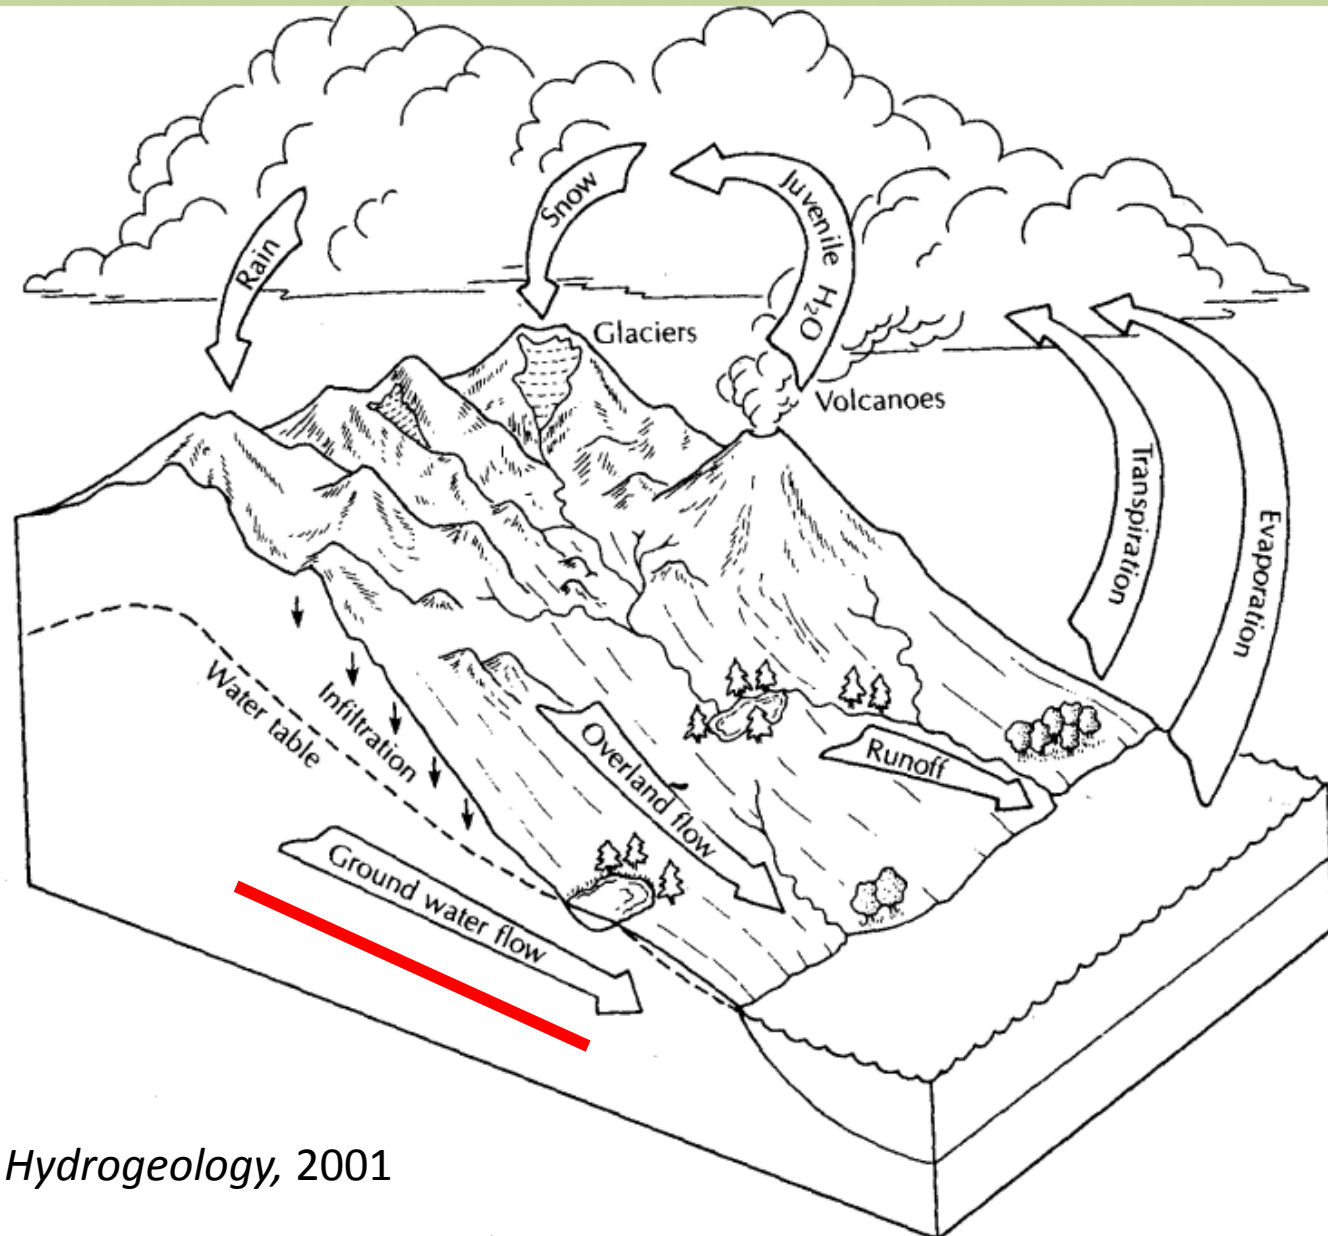 Snow
Juvenile H₂O
Rain
Glaciers
Volcanoes
Transpiration
Evaporation
Water table
Infiltration
Overland flow
Runoff
Ground water flow
Hydrogeology, 2001